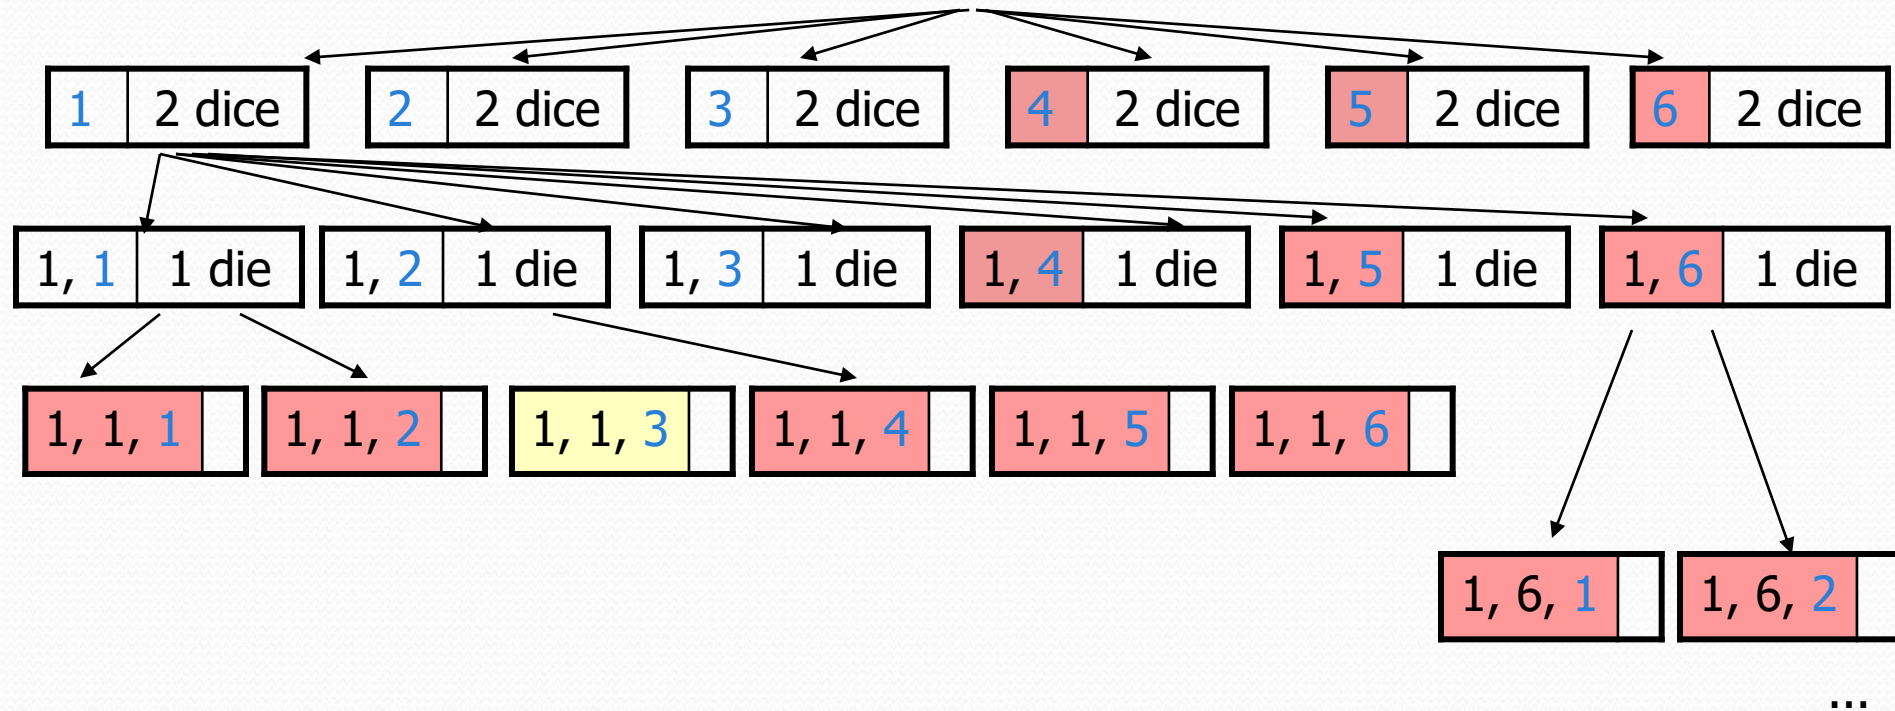 1 2 dice 2 2 dice 3 2 dice 4 2 dice 5 2 dice 6 2 dice
1, 1 1 die 1, 2 1 die 1, 3 1 die 1, 4 1 die 1, 5 1 die 1, 6 1 die
1, 1, 1 1, 1, 2 1, 1, 3 1, 1, 4 1, 1, 5 1, 1, 6
1, 6, 1 1, 6, 2
...